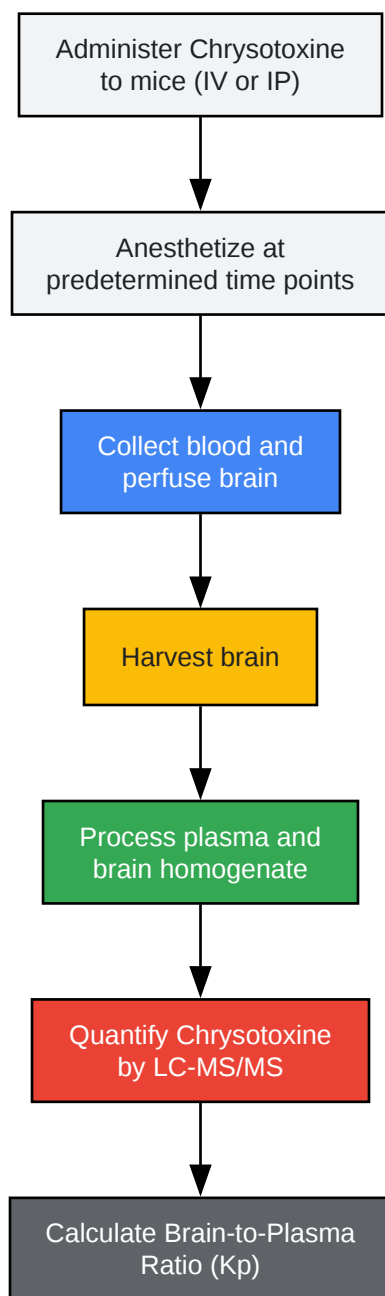 Administer Chrysotoxine
to mice (IV or IP)
Anesthetize at
predetermined time points
Collect blood and
perfuse brain
Harvest brain
Process plasma and
brain homogenate
Quantify Chrysotoxine
by LC-MS/MS
Calculate Brain-to-Plasma
Ratio (Kp)